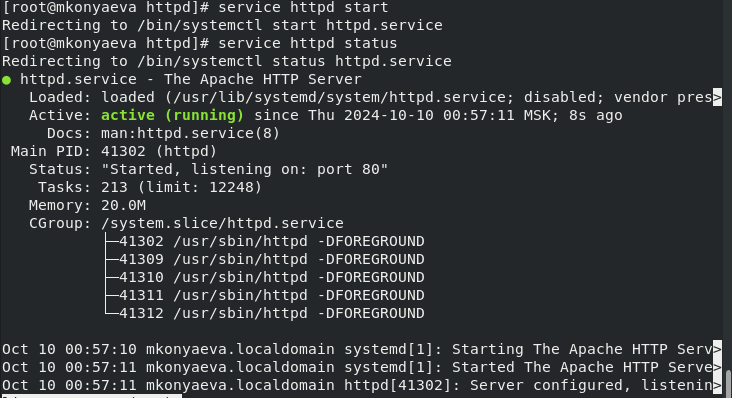 [root@mkonyaeva httpd]# service httpd start
Redirecting to /bin/systemctl start httpd.service
[root@mkonyaeva httpd]# service httpd status
Redirecting to /bin/systemctl status httpd.service
● httpd.service - The Apache HTTP Server
   Loaded: loaded (/usr/lib/systemd/system/httpd.service; disabled; vendor pres>
   Active: active (running) since Thu 2024-10-10 00:57:11 MSK; 8s ago
     Docs: man:httpd.service(8)
 Main PID: 41302 (httpd)
   Status: "Started, listening on: port 80"
    Tasks: 213 (limit: 12248)
   Memory: 20.0M
   CGroup: /system.slice/httpd.service
           ├─41302 /usr/sbin/httpd -DFOREGROUND
           ├─41309 /usr/sbin/httpd -DFOREGROUND
           ├─41310 /usr/sbin/httpd -DFOREGROUND
           ├─41311 /usr/sbin/httpd -DFOREGROUND
           └─41312 /usr/sbin/httpd -DFOREGROUND
Oct 10 00:57:10 mkonyaeva.localdomain systemd[1]: Starting The Apache HTTP Serv>
Oct 10 00:57:11 mkonyaeva.localdomain systemd[1]: Started The Apache HTTP Serve>
Oct 10 00:57:11 mkonyaeva.localdomain httpd[41302]: Server configured, listenin>